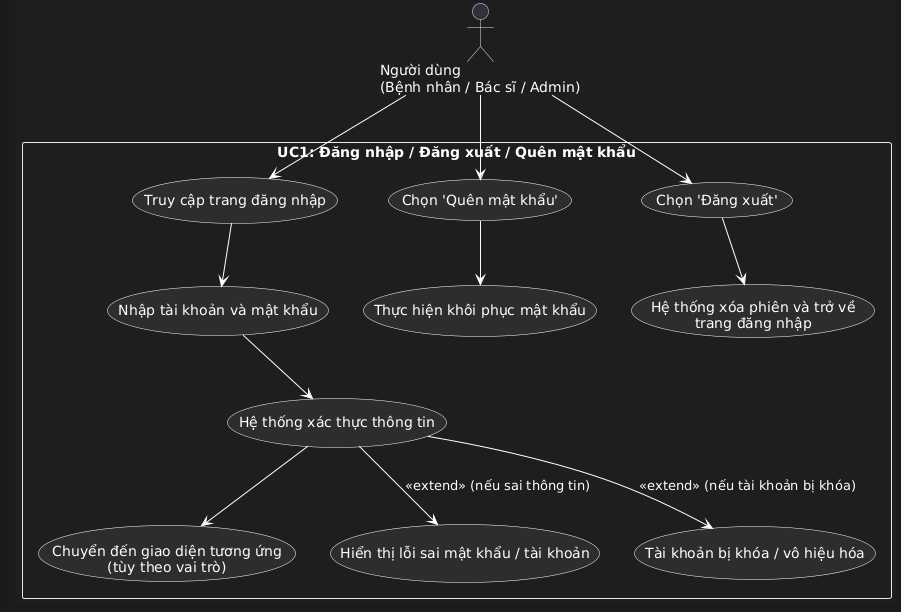 Người dùng
(Bệnh nhân / Bác sĩ / Admin)
UC1: Đăng nhập / Đăng xuất / Quên mật khẩu
Truy cập trang đăng nhập
Chọn 'Quên mật khẩu'
Chọn 'Đăng xuất'
Nhập tài khoản và mật khẩu
Thực hiện khôi phục mật khẩu
Hệ thống xóa phiên và trở về
trang đăng nhập
Hệ thống xác thực thông tin
«extend» (nếu sai thông tin)
«extend» (nếu tài khoản bị khóa)
Chuyển đến giao diện tương ứng
(tùy theo vai trò)
Hiển thị lỗi sai mật khẩu / tài khoản
Tài khoản bị khóa / vô hiệu hóa